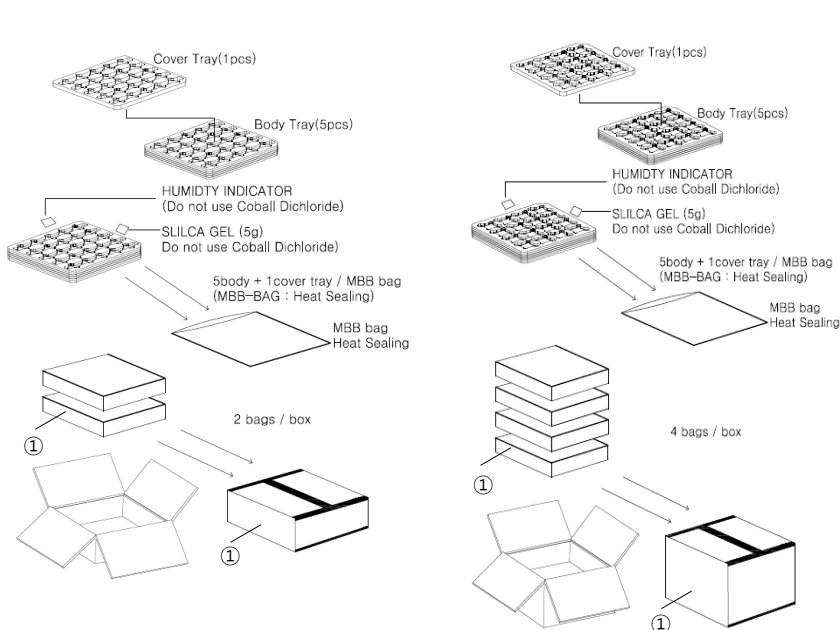 Cover Tray(1pcs)
Body Tray(5pcs)
HUMIDTY INDICATOR
(Do not use Coball Dichloride)
SLILCA GEL (5g)
Do not use Coball Dichloride)
5body + 1cover tray / MBB bag
(MBB-BAG : Heat Sealing)
MBB bag
Heat Sealing
2 bags / box
①
①
Cover Tray(1pcs)
Body Tray(5pcs)
HUMIDTY INDICATOR
(Do not use Coball Dichloride)
SLILCA GEL (5g)
Do not use Coball Dichloride)
5body + 1cover tray / MBB bag
(MBB-BAG : Heat Sealing)
MBB bag
Heat Sealing
4 bags / box
①
①